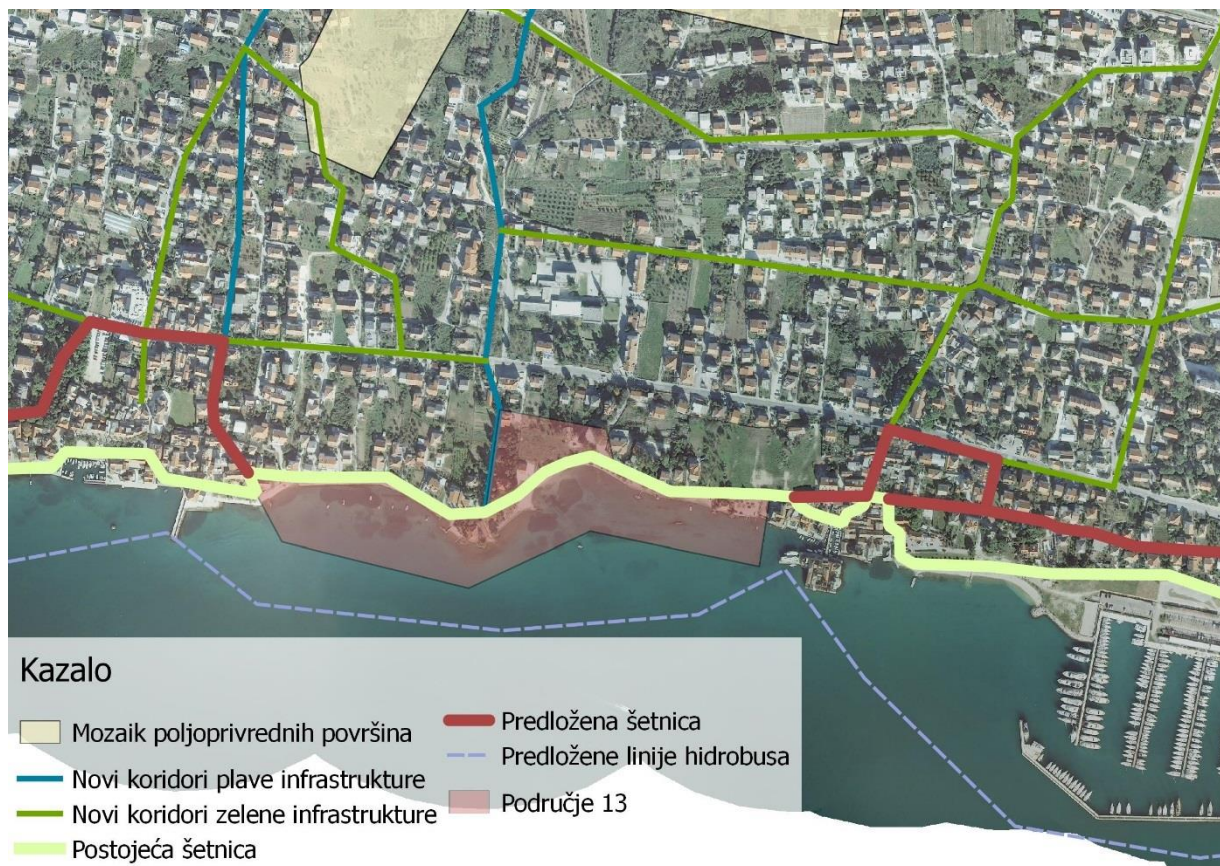 Kazalo
Mozaik poljoprivrednih površina
Novi koridori plave infrastrukture
Novi koridori zelene infrastrukture
Postojeća šetnica
Predložena šetnica
Predložene linije hidrobusa
Područje 13